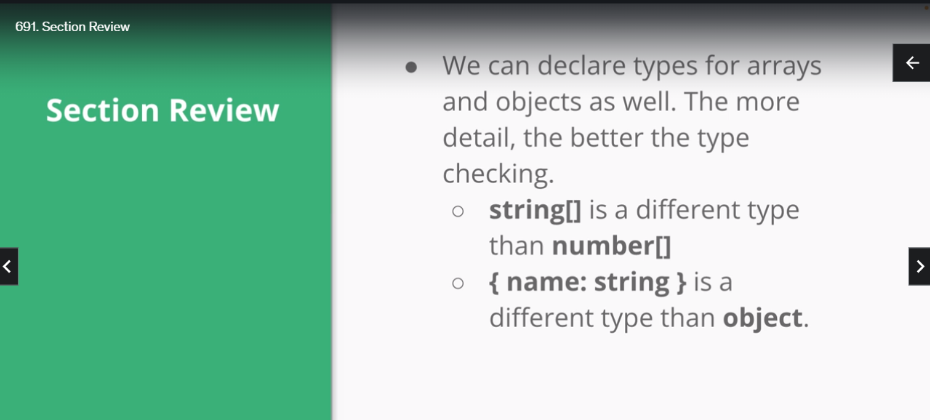 691. Section Review
Section Review
● We can declare types for arrays
and objects as well. The more
detail, the better the type
checking.
○ string[] is a different type
than number[]
○ { name: string } is a
different type than object.